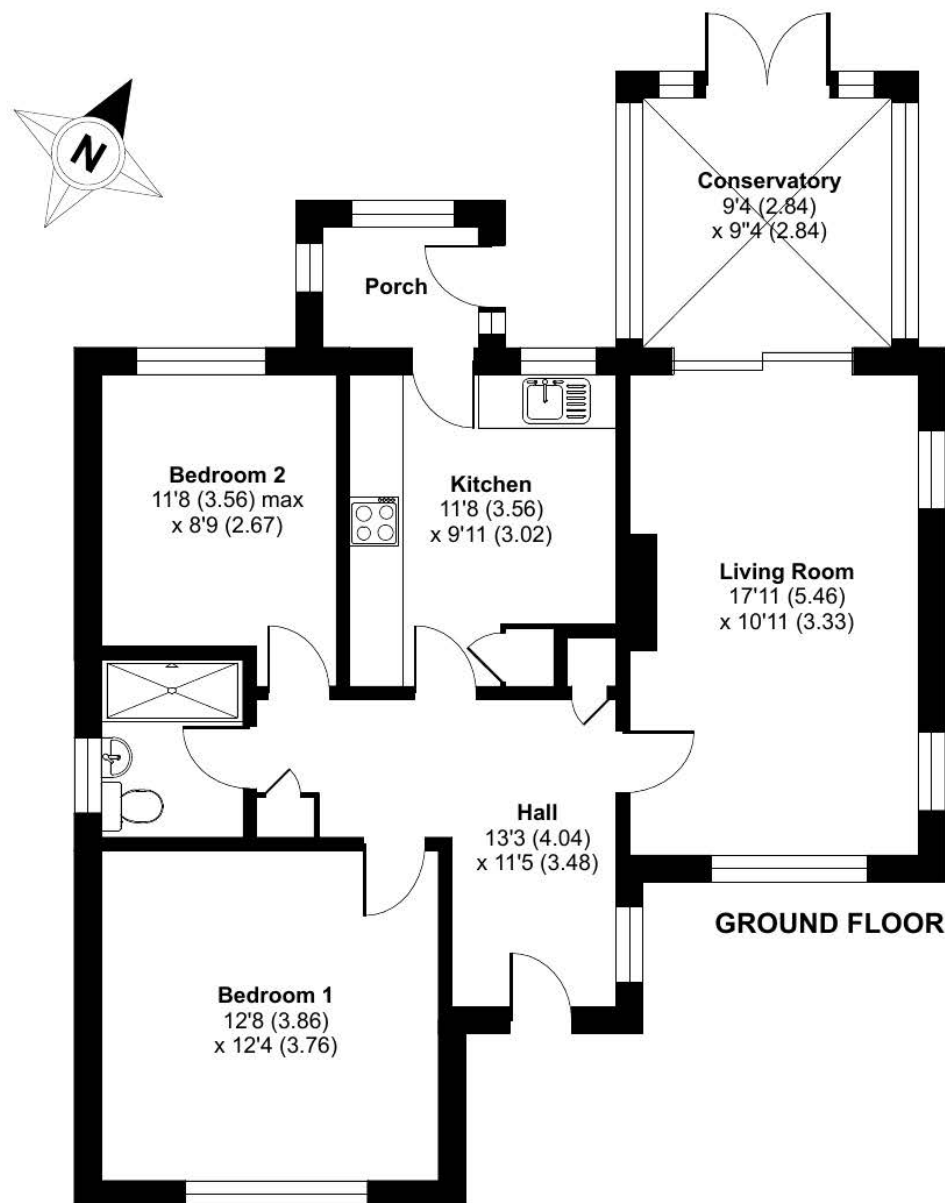 N
Conservatory
9'4 (2.84)
x 9"4 (2.84)
Porch
Bedroom 2
11'8 (3.56) max
x 8'9 (2.67)
Kitchen
11'8 (3.56)
x 9'11 (3.02)
Living Room
17'11 (5.46)
x 10'11 (3.33)
Hall
13'3 (4.04)
x 11'5 (3.48)
GROUND FLOOR
Bedroom 1
12'8 (3.86)
x 12'4 (3.76)